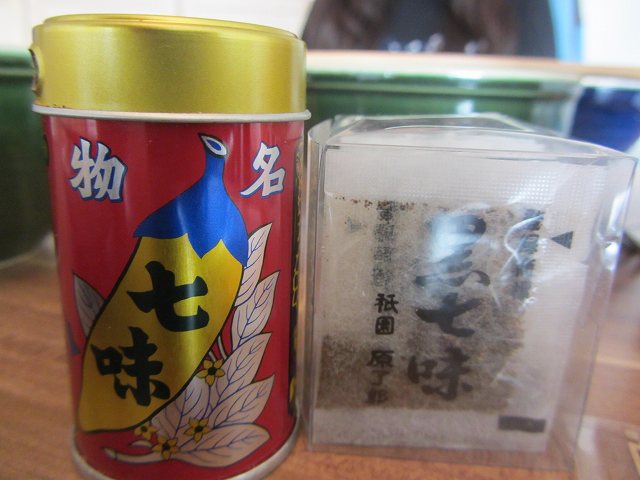 名物
七味
黒七味
祇園 原了郭